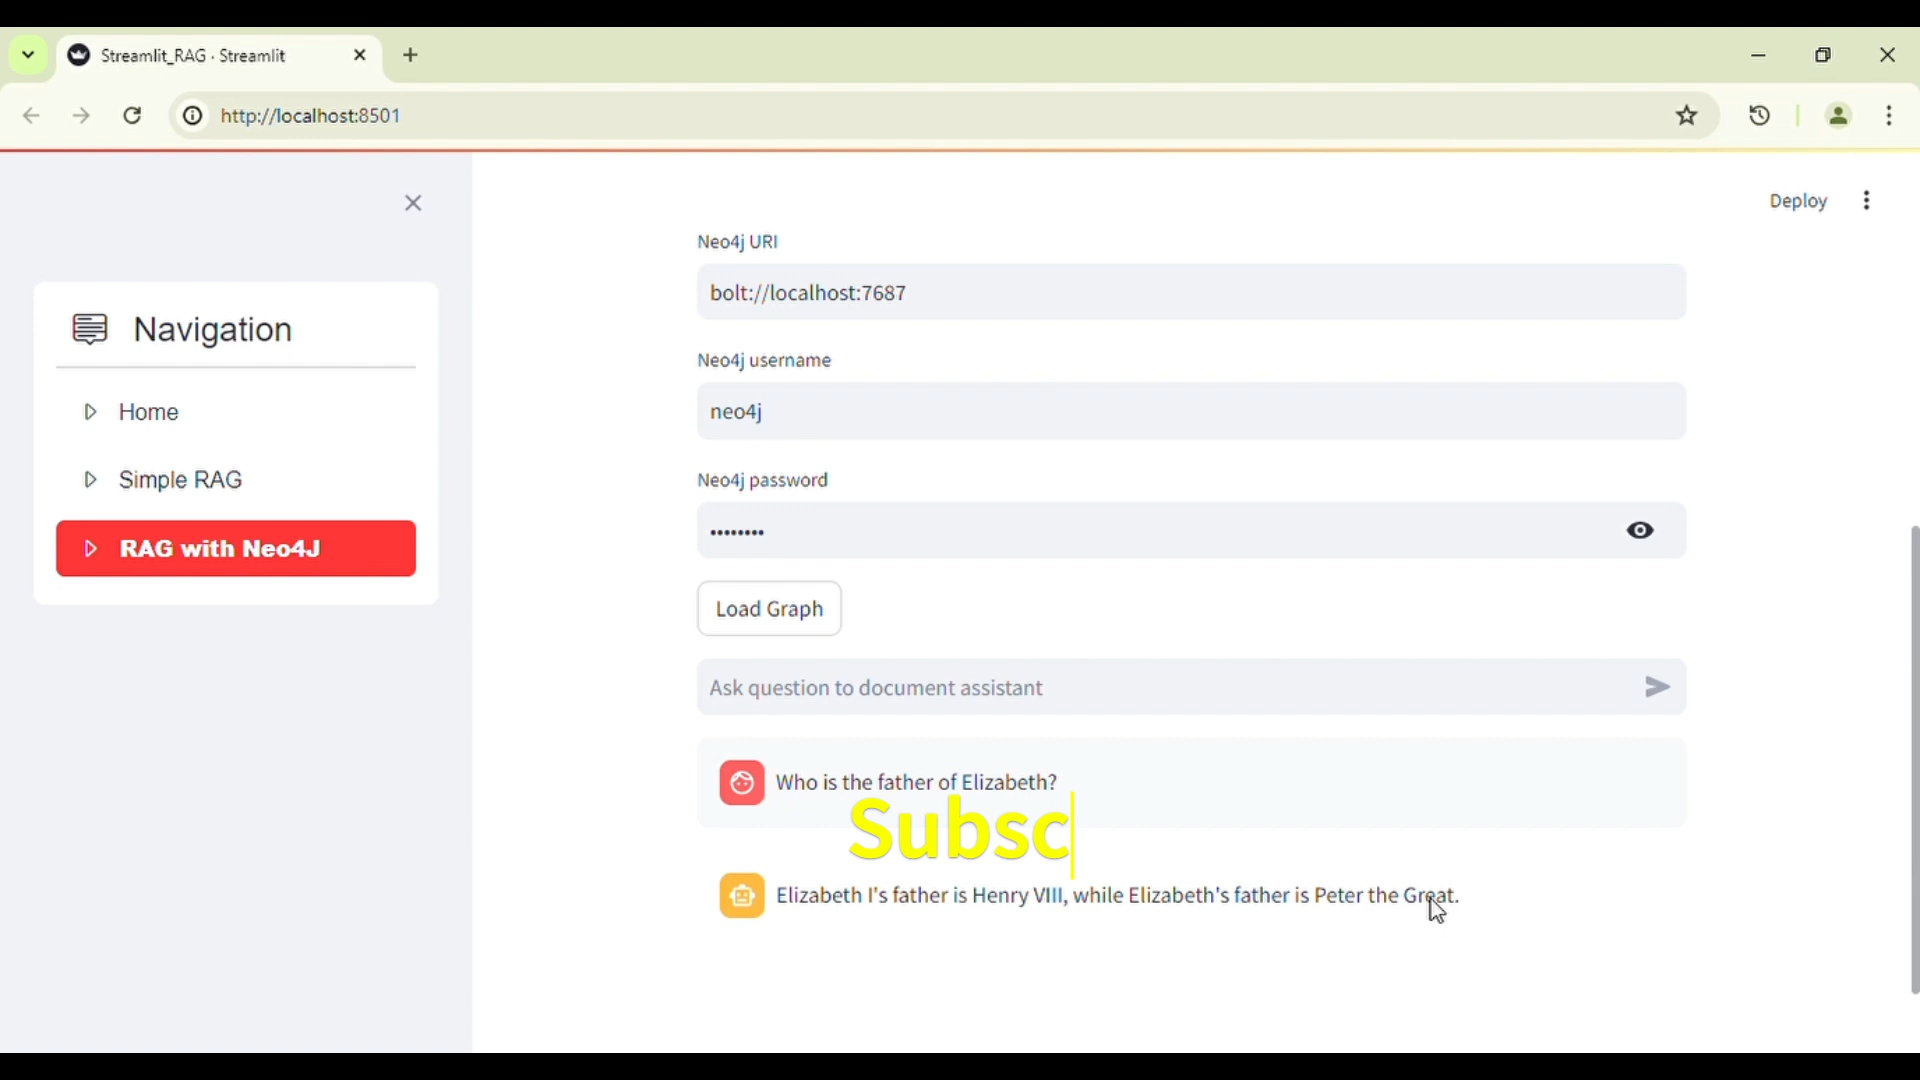 Streamlit_RAG · Streamlit
http://localhost:8501
Deploy
Navigation
Home
Simple RAG
RAG with Neo4J
Neo4j URI
bolt://localhost:7687
Neo4j username
neo4j
Neo4j password
••••••••
Load Graph
Ask question to document assistant
Who is the father of Elizabeth?
Subsc
Elizabeth I's father is Henry VIII, while Elizabeth's father is Peter the Great.